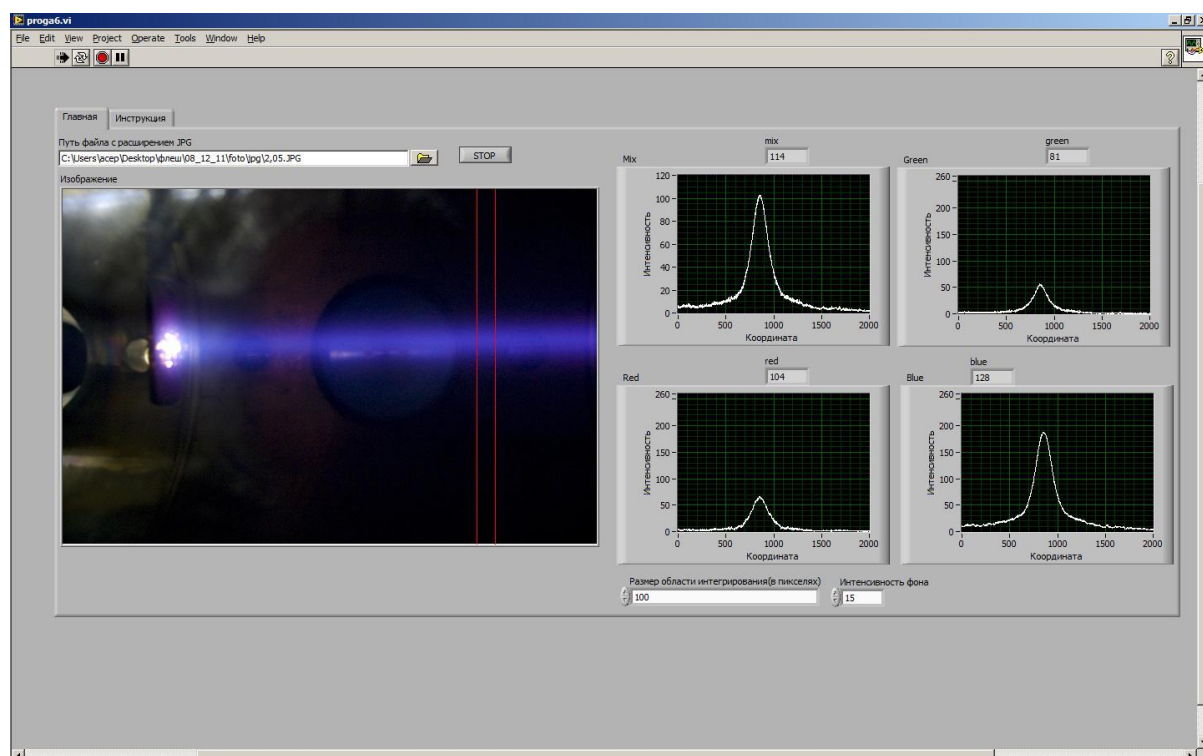 proga6.vi
File Edit View Project Operate Tools Window Help
Главная Инструкция
Путь файла с расширением JPG
C:\Users\acep\Desktop\флеш\08_12_11\foto\jpg\2,05.JPG
STOP
Изображение
mix
114
Mix
Интенсивность
120
100
80
60
40
20
0
0 500 1000 1500 2000
Координата
green
81
Green
Интенсивность
260
200
150
100
50
0
0 500 1000 1500 2000
Координата
red
104
Red
Интенсивность
260
200
150
100
50
0
0 500 1000 1500 2000
Координата
blue
128
Blue
Интенсивность
260
200
150
100
50
0
0 500 1000 1500 2000
Координата
Размер области интегрирования(в пикселях)
100
Интенсивность фона
15